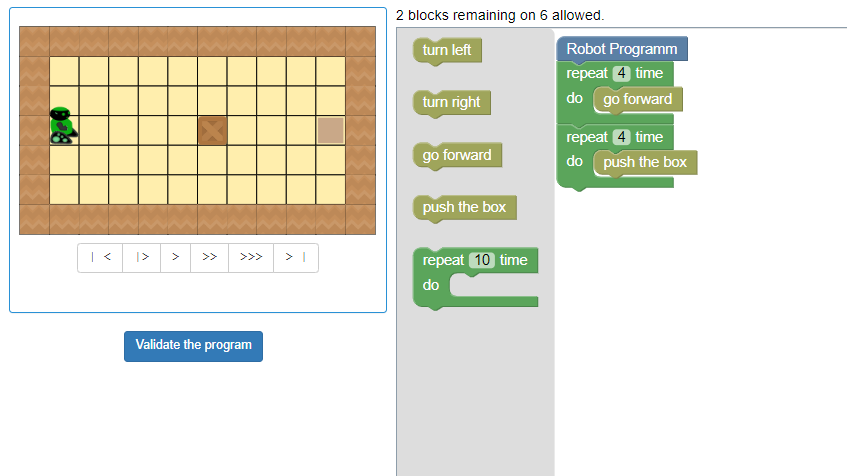 2 blocks remaining on 6 allowed.
turn left
turn right
go forward
push the box
repeat 10 time
do
Robot Programm
repeat 4 time
do go forward
repeat 4 time
do push the box
| < |> > >> >>> > |
Validate the program